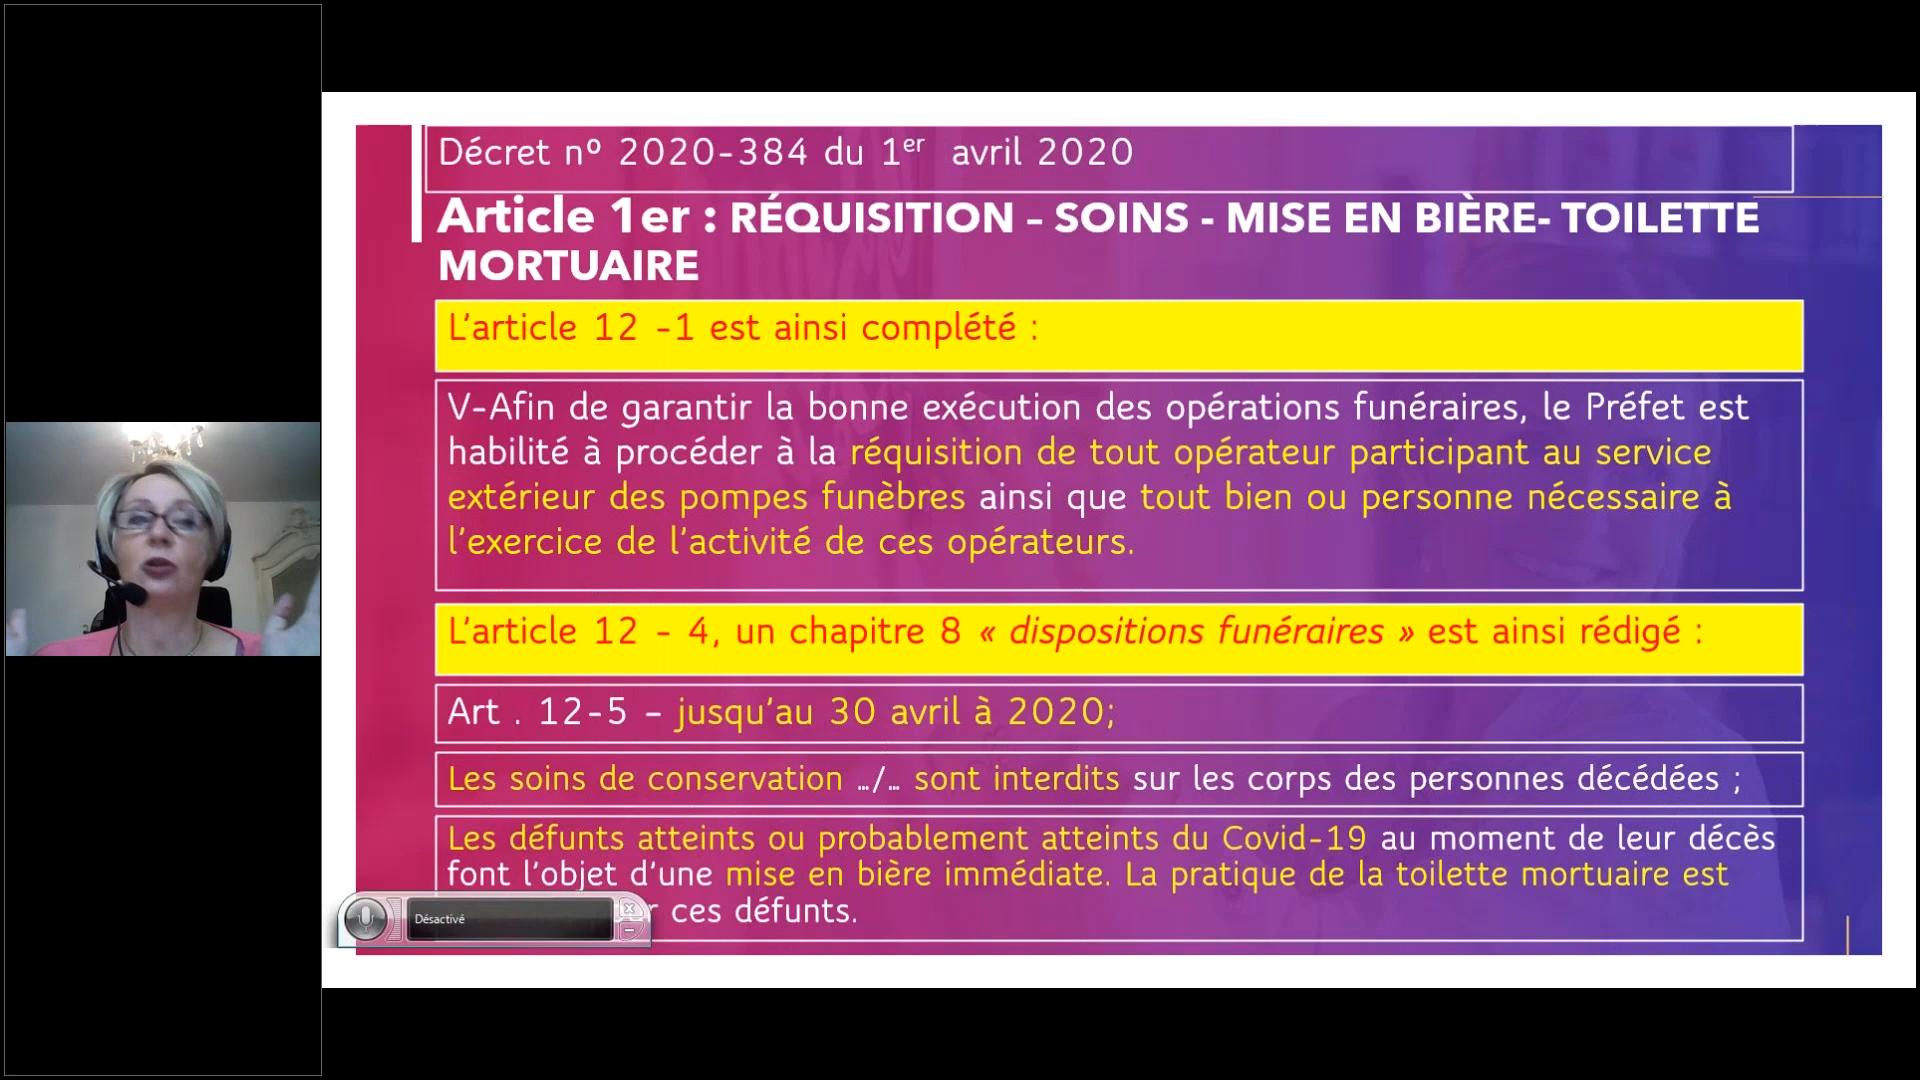 Décret nº 2020-384 du 1er avril 2020
Article 1er : RÉQUISITION – SOINS - MISE EN BIÈRE- TOILETTE
MORTUAIRE
L'article 12 -1 est ainsi complété :
V-Afin de garantir la bonne exécution des opérations funéraires, le Préfet est
habilité à procéder à la réquisition de tout opérateur participant au service
extérieur des pompes funèbres ainsi que tout bien ou personne nécessaire à
l'exercice de l'activité de ces opérateurs.
L'article 12 - 4, un chapitre 8 « dispositions funéraires » est ainsi rédigé :
Art . 12-5 – jusqu'au 30 avril à 2020;
Les soins de conservation …/… sont interdits sur les corps des personnes décédées ;
Les défunts atteints ou probablement atteints du Covid-19 au moment de leur décès
font l'objet d'une mise en bière immédiate. La pratique de la toilette mortuaire est
ces défunts.
Désactivé